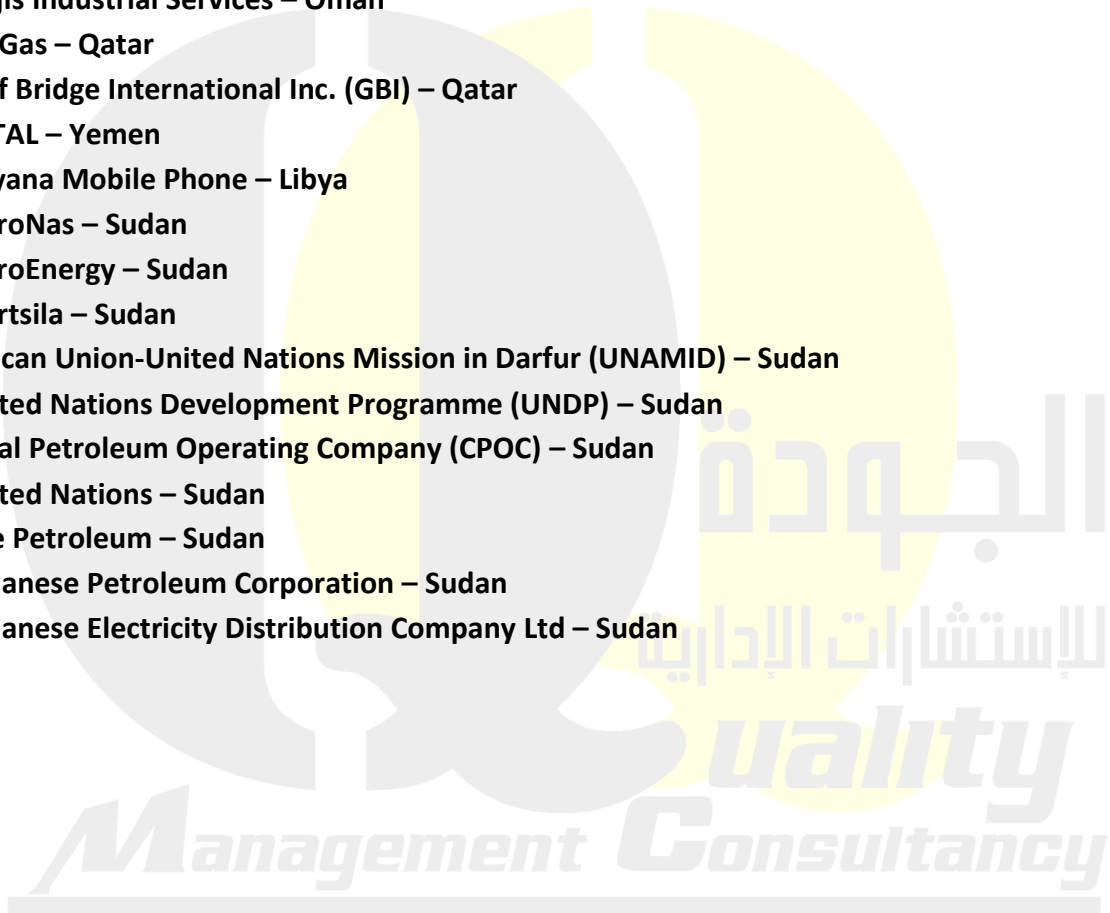 gis Industrial Services – Oman
Gas – Qatar
f Bridge International Inc. (GBI) – Qatar
TAL – Yemen
yana Mobile Phone – Libya
roNas – Sudan
roEnergy – Sudan
rtsila – Sudan
ican Union-United Nations Mission in Darfur (UNAMID) – Sudan
ted Nations Development Programme (UNDP) – Sudan
al Petroleum Operating Company (CPOC) – Sudan
ted Nations – Sudan
e Petroleum – Sudan
anese Petroleum Corporation – Sudan
anese Electricity Distribution Company Ltd – Sudan
الجودة
للإستشارات الإدارية
Quality
Management Consultancy